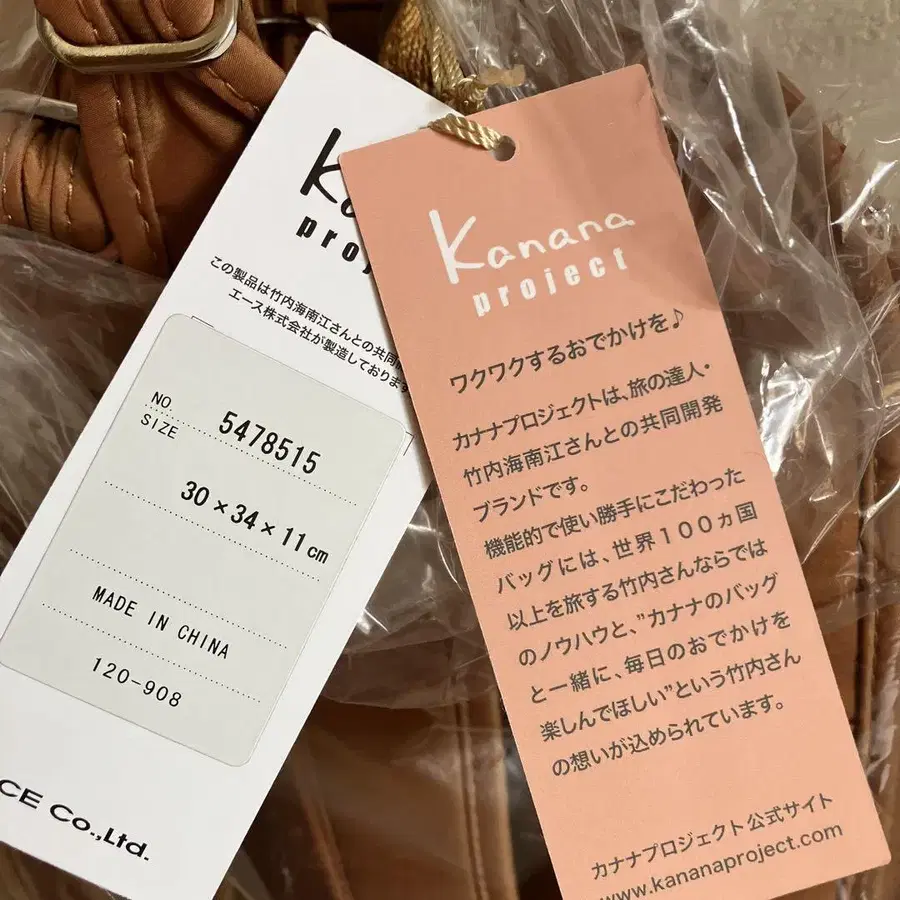 project
この製品は竹内海南江さんとの共同
エース株式会社が製造しております
NO.
5478515
SIZE
30×34×11cm
MADE IN CHINA
120-908
CE Co.,Ltd.
Kanana
project
ワクワクするおでかけを♪
カナナプロジェクトは、旅の達人・
竹内海南江さんとの共同開発
ブランドです。
機能的で使い勝手にこだわった
バッグには、世界100ヵ国
以上を旅する竹内さんならでは
のノウハウと、"カナナのバッグ
と一緒に、毎日のおでかけを
楽しんでほしい"という竹内さん
の想いが込められています。
カナナプロジェクト公式サイト
www.kananaproject.com